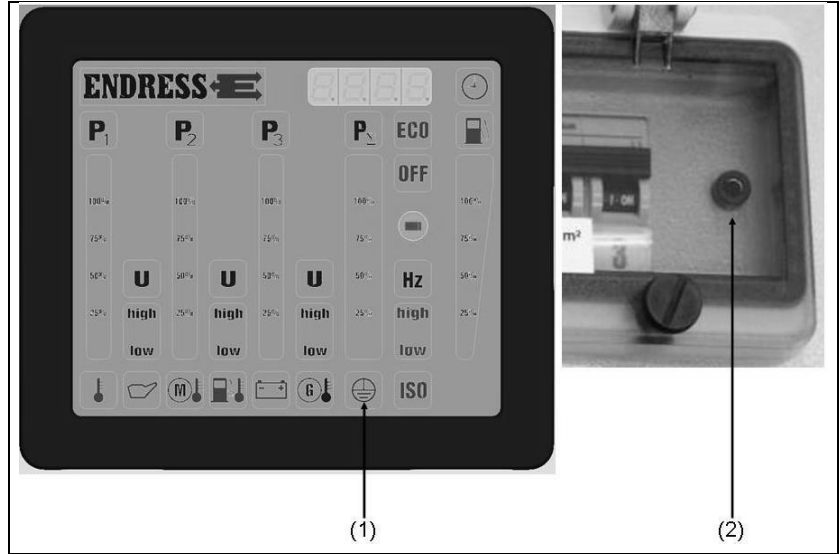 ENDRESS
P1 P2 P3 P ECO
OFF
100% 100% 100% 100% 100%
75% 75% 75% 75% 75%
50% U 50% U 50% U 50% Hz 50%
25% high 25% high 25% high 25% high 25%
low low low low
M G ISO
I·ON
m²
(1) (2)